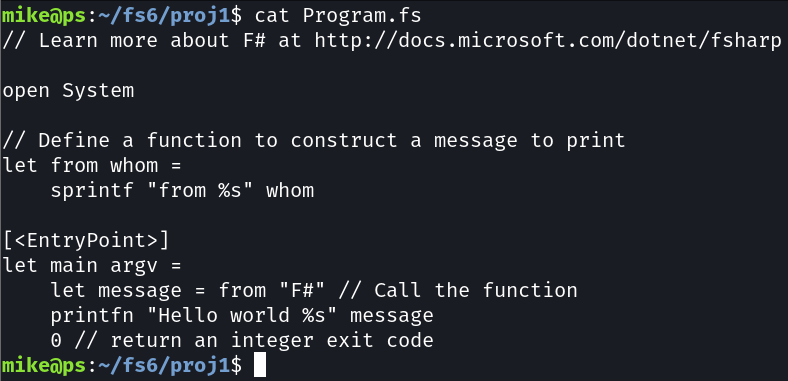 mike@ps:~/fs6/proj1$ cat Program.fs
// Learn more about F# at http://docs.microsoft.com/dotnet/fsharp

open System

// Define a function to construct a message to print
let from whom =
    sprintf "from %s" whom

[<EntryPoint>]
let main argv =
    let message = from "F#" // Call the function
    printfn "Hello world %s" message
    0 // return an integer exit code
mike@ps:~/fs6/proj1$